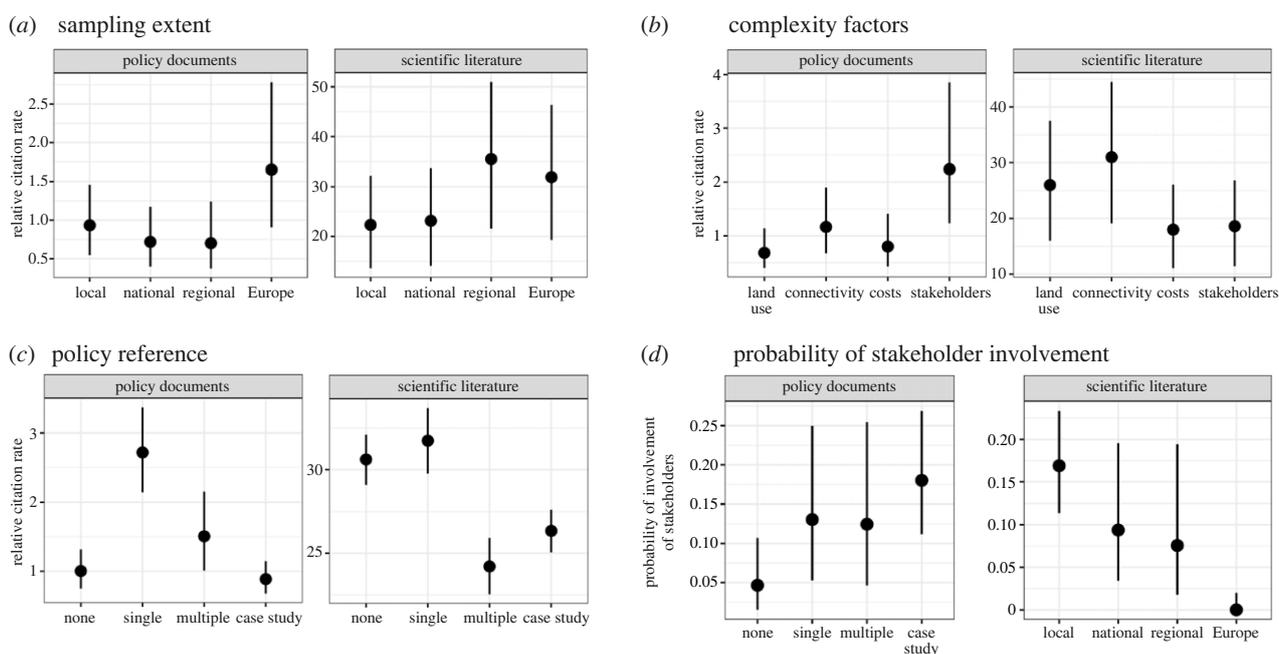 (a) sampling extent
policy documents
scientific literature
relative citation rate
2.5
2.0
1.5
1.0
0.5
50
40
30
20
local national regional Europe
local national regional Europe
(b) complexity factors
policy documents
scientific literature
relative citation rate
4
3
2
1
40
30
20
10
land connectivity costs stakeholders
use
land connectivity costs stakeholders
use
(c) policy reference
policy documents
scientific literature
relative citation rate
3
2
1
30
25
none single multiple case study
none single multiple case study
(d) probability of stakeholder involvement
policy documents
scientific literature
probability of involvement
of stakeholders
0.25
0.20
0.15
0.10
0.05
0.20
0.15
0.10
0.05
0
none single multiple case
study
local national regional Europe